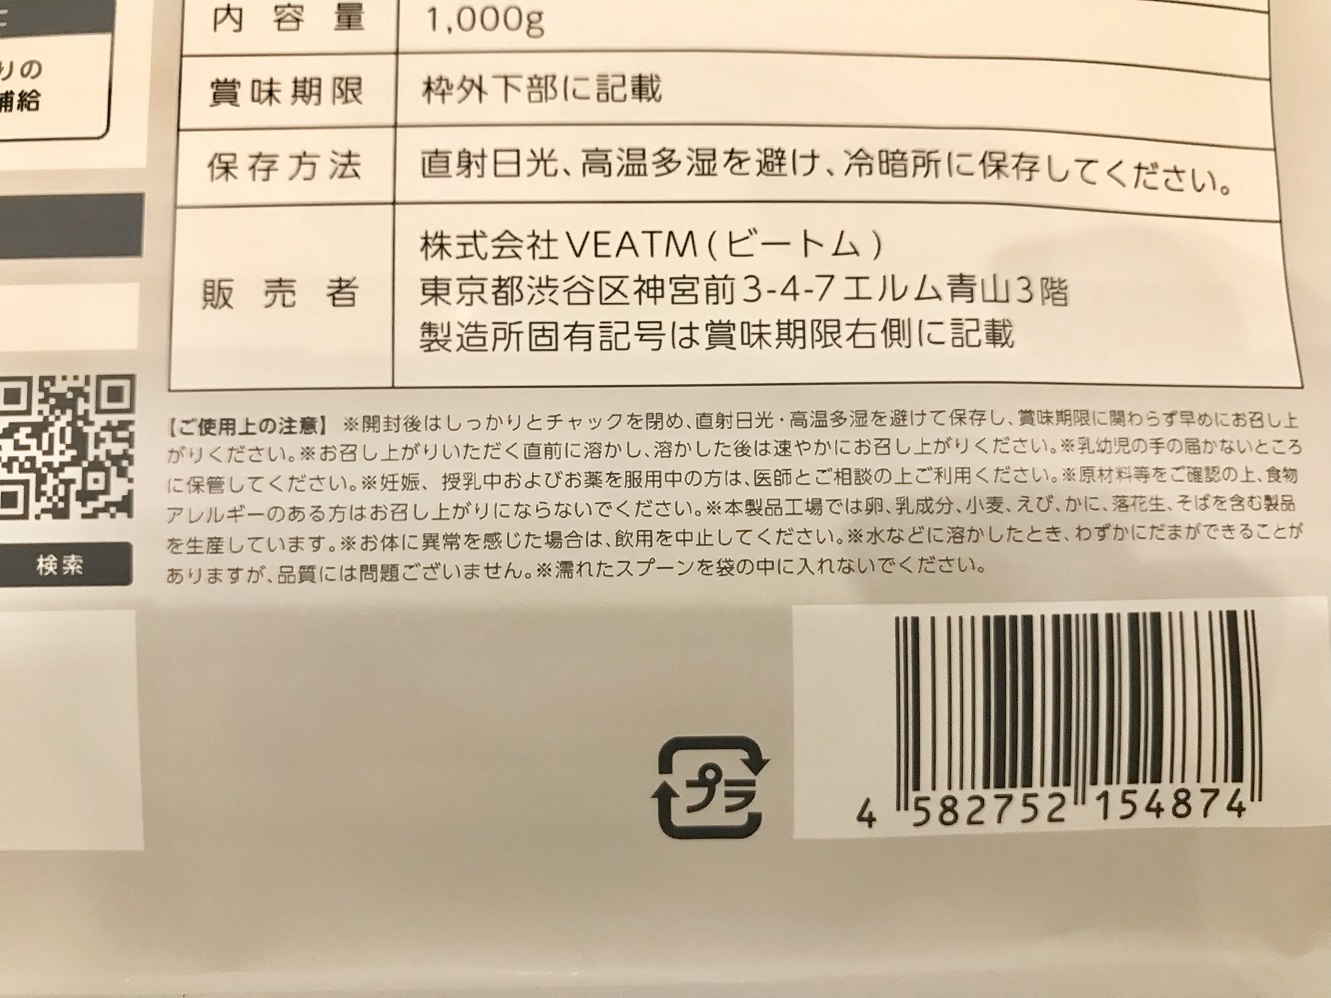 りの
補給
検索
内容量 1,000g
賞味期限 枠外下部に記載
保存方法 直射日光、高温多湿を避け、冷暗所に保存してください。
販売者 株式会社VEATM(ビートム)
東京都渋谷区神宮前3-4-7エルム青山3階
製造所固有記号は賞味期限右側に記載
【ご使用上の注意】 ※開封後はしっかりとチャックを閉め、直射日光・高温多湿を避けて保存し、賞味期限に関わらず早めにお召し上
がりください。※お召し上がりいただく直前に溶かし、溶かした後は速やかにお召し上がりください。※乳幼児の手の届かないところ
に保管してください。※妊娠、授乳中およびお薬を服用中の方は、医師とご相談の上ご利用ください。※原材料等をご確認の上、食物
アレルギーのある方はお召し上がりにならないでください。※本製品工場では卵、乳成分、小麦、えび、かに、落花生、そばを含む製品
を生産しています。※お体に異常を感じた場合は、飲用を中止してください。※水などに溶かしたとき、わずかにだまができることが
ありますが、品質には問題ございません。※濡れたスプーンを袋の中に入れないでください。
プラ
4 582752 154874